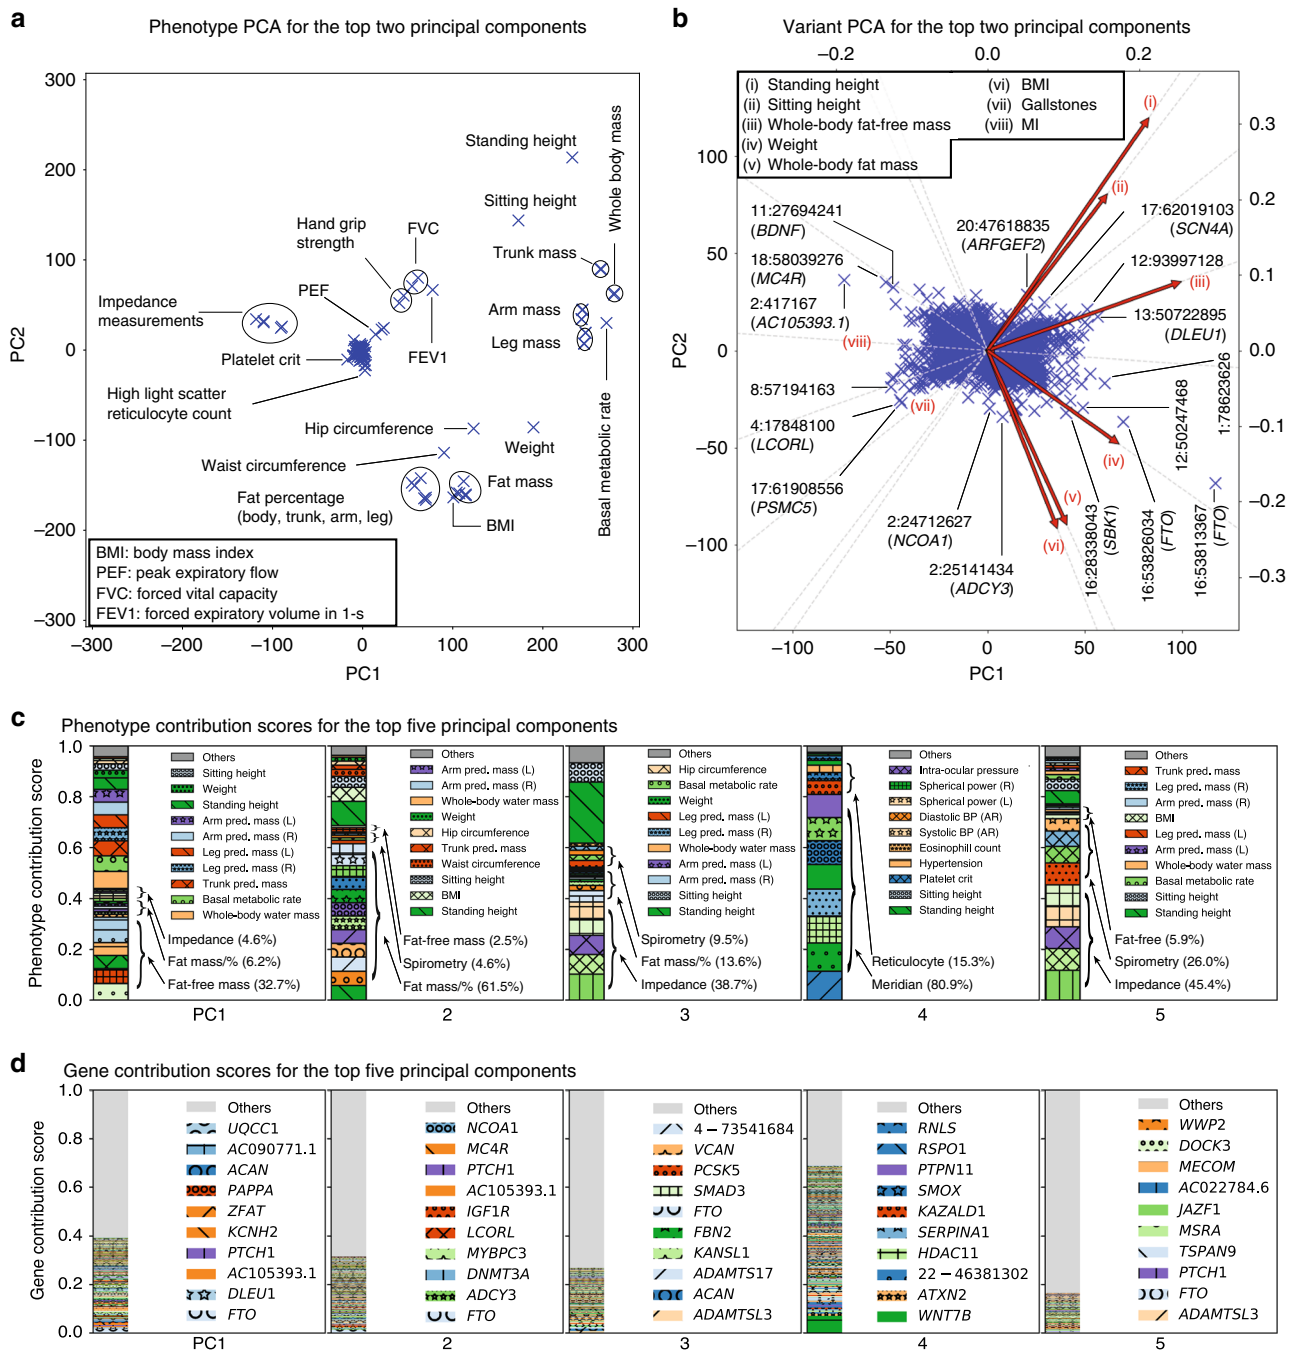 a
Phenotype PCA for the top two principal components
300
200
100
0
−100
−200
−300
PC2
−300
−200
−100
0
100
200
300
PC1
Standing height
Sitting height
Whole body mass
Hand grip
strength
FVC
Trunk mass
PEF
Impedance
measurements
Arm mass
Leg mass
Platelet crit
FEV1
High light scatter
reticulocyte count
Hip circumference
Weight
Basal metabolic rate
Waist circumference
Fat percentage
(body, trunk, arm, leg)
Fat mass
BMI
BMI: body mass index
PEF: peak expiratory flow
FVC: forced vital capacity
FEV1: forced expiratory volume in 1-s
b
Variant PCA for the top two principal components
−0.2
0.0
0.2
(i) Standing height
(ii) Sitting height
(iii) Whole-body fat-free mass
(iv) Weight
(v) Whole-body fat mass
(vi) BMI
(vii) Gallstones
(viii) MI
100
50
0
−50
−100
PC2
0.3
0.2
0.1
0.0
−0.1
−0.2
−0.3
−100
−50
0
50
100
PC1
(i)
(ii)
(iii)
(iv)
(v)
(vi)
(vii)
(viii)
11:27694241
(BDNF)
18:58039276
(MC4R)
2:417167
(AC105393.1)
8:57194163
4:17848100
(LCORL)
17:61908556
(PSMC5)
20:47618835
(ARFGEF2)
17:62019103
(SCN4A)
12:93997128
13:50722895
(DLEU1)
1:78623626
12:50247468
2:24712627
(NCOA1)
2:25141434
(ADCY3)
16:28338043
(SBK1)
16:53826034
(FTO)
16:53813367
(FTO)
c
Phenotype contribution scores for the top five principal components
Phenotype contribution score
1.0
0.8
0.6
0.4
0.2
0.0
Others
Sitting height
Weight
Standing height
Arm pred. mass (L)
Arm pred. mass (R)
Leg pred. mass (L)
Leg pred. mass (R)
Trunk pred. mass
Basal metabolic rate
Whole-body water mass
Impedance (4.6%)
Fat mass/% (6.2%)
Fat-free mass (32.7%)
PC1
Others
Arm pred. mass (L)
Arm pred. mass (R)
Whole-body water mass
Weight
Hip circumference
Trunk pred. mass
Waist circumference
Sitting height
BMI
Standing height
Fat-free mass (2.5%)
Spirometry (4.6%)
Fat mass/% (61.5%)
2
Others
Hip circumference
Basal metabolic rate
Weight
Leg pred. mass (L)
Leg pred. mass (R)
Whole-body water mass
Arm pred. mass (L)
Arm pred. mass (R)
Sitting height
Standing height
Spirometry (9.5%)
Fat mass/% (13.6%)
Impedance (38.7%)
3
Others
Intra-ocular pressure
Spherical power (R)
Spherical power (L)
Diastolic BP (AR)
Systolic BP (AR)
Eosinophil count
Hypertension
Platelet crit
Sitting height
Standing height
Reticulocyte (15.3%)
Meridian (80.9%)
4
Others
Trunk pred. mass
Leg pred. mass (R)
Arm pred. mass (R)
BMI
Leg pred. mass (L)
Arm pred. mass (L)
Whole-body water mass
Basal metabolic rate
Sitting height
Standing height
Fat-free (5.9%)
Spirometry (26.0%)
Impedance (45.4%)
5
d
Gene contribution scores for the top five principal components
Gene contribution score
1.0
0.8
0.6
0.4
0.2
0.0
Others
UQCC1
AC090771.1
ACAN
PAPPA
ZFAT
KCNH2
PTCH1
AC105393.1
DLEU1
FTO
PC1
Others
NCOA1
MC4R
PTCH1
AC105393.1
IGF1R
LCORL
MYBPC3
DNMT3A
ADCY3
FTO
2
Others
4−73541684
VCAN
PCSK5
SMAD3
FTO
FBN2
KANSL1
ADAMTS17
ACAN
ADAMTSL3
3
Others
RNLS
RSPO1
PTPN11
SMOX
KAZALD1
SERPINA1
HDAC11
22−46381302
ATXN2
WNT7B
4
Others
WWP2
DOCK3
MECOM
AC022784.6
JAZF1
MSRA
TSPAN9
PTCH1
FTO
ADAMTSL3
5